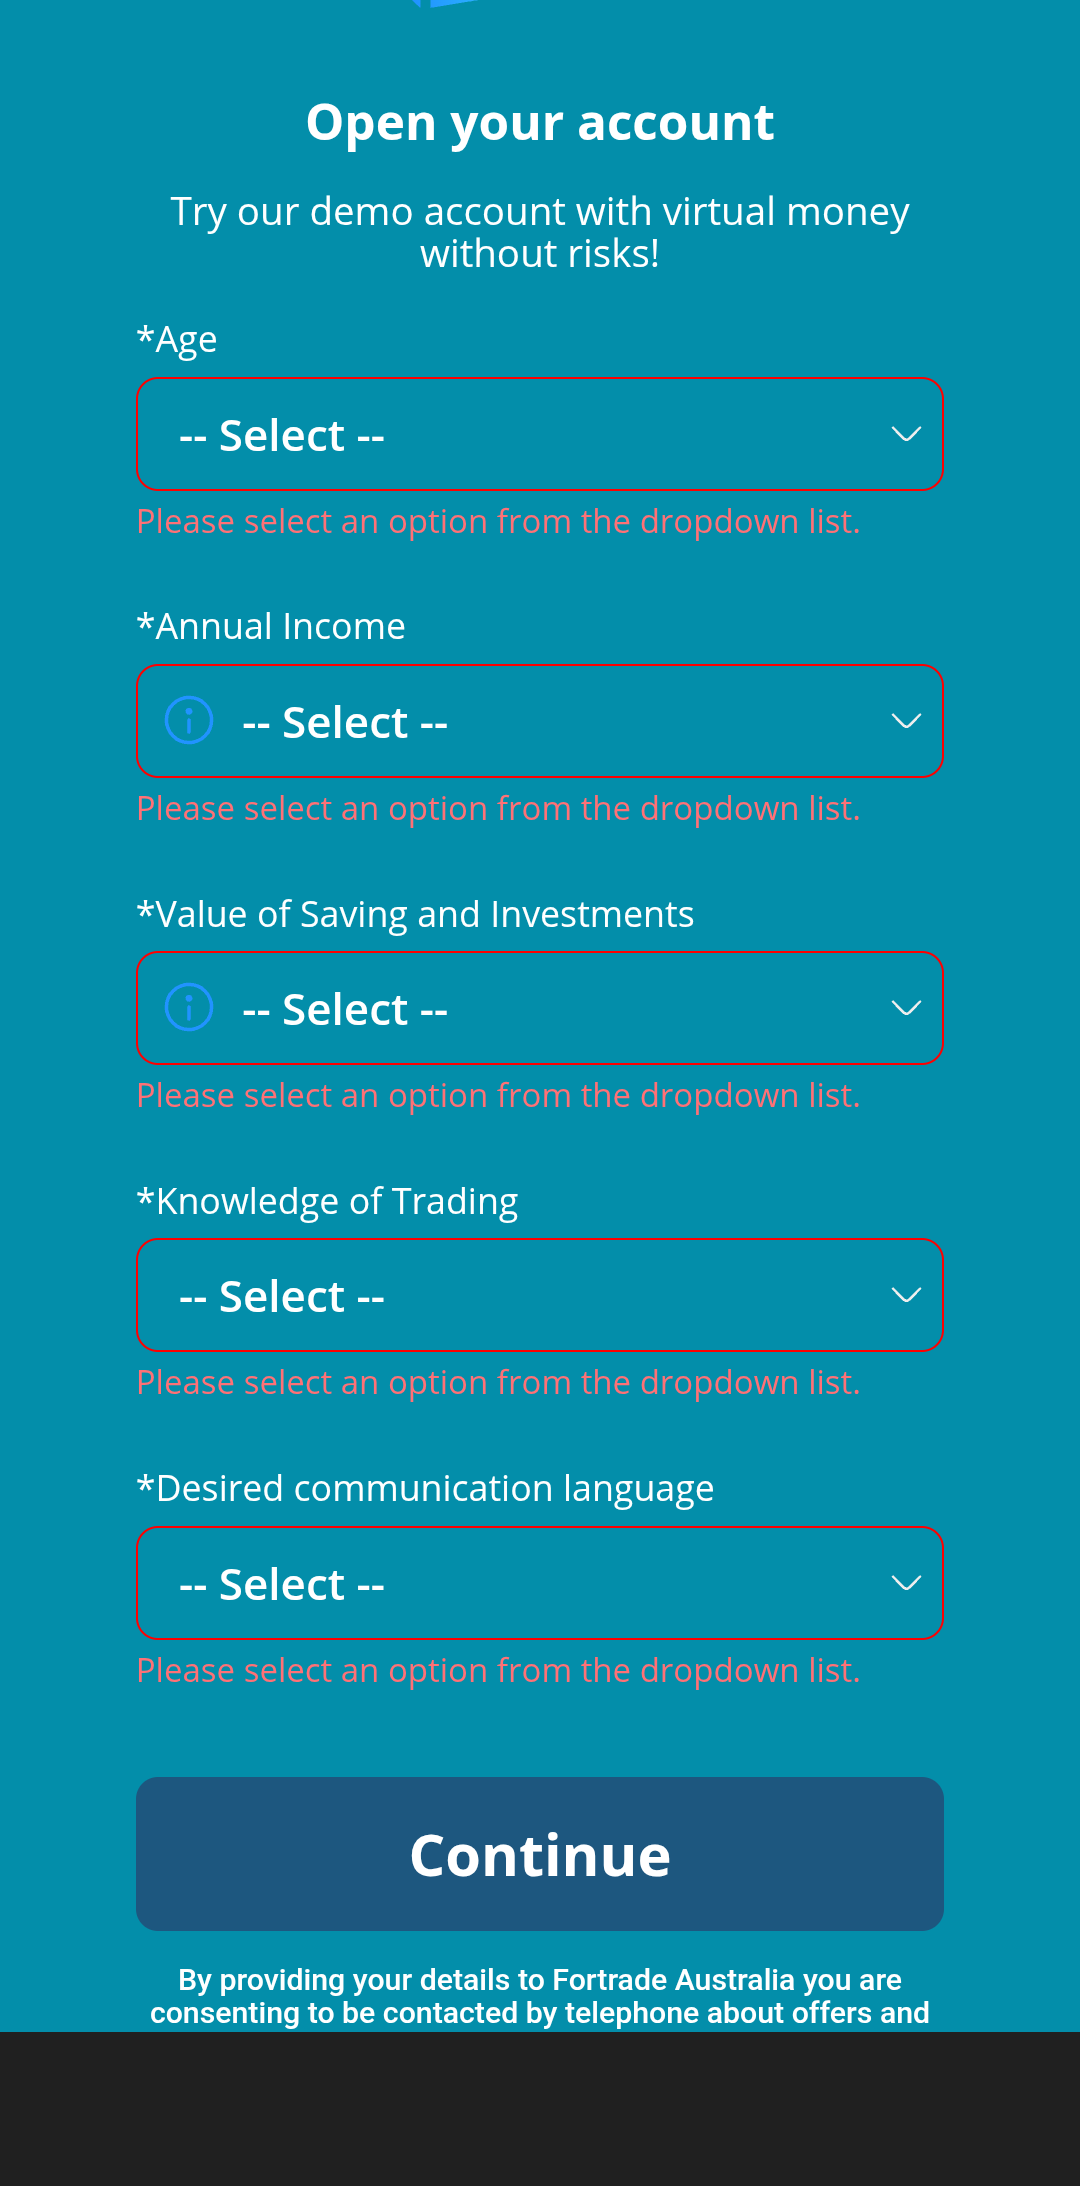 Open your account
Try our demo account with virtual money
without risks!
*Age
-- Select --
Please select an option from the dropdown list.
*Annual Income
-- Select --
Please select an option from the dropdown list.
*Value of Saving and Investments
-- Select --
Please select an option from the dropdown list.
*Knowledge of Trading
-- Select --
Please select an option from the dropdown list.
*Desired communication language
-- Select --
Please select an option from the dropdown list.
Continue
By providing your details to Fortrade Australia you are
consenting to be contacted by telephone about offers and